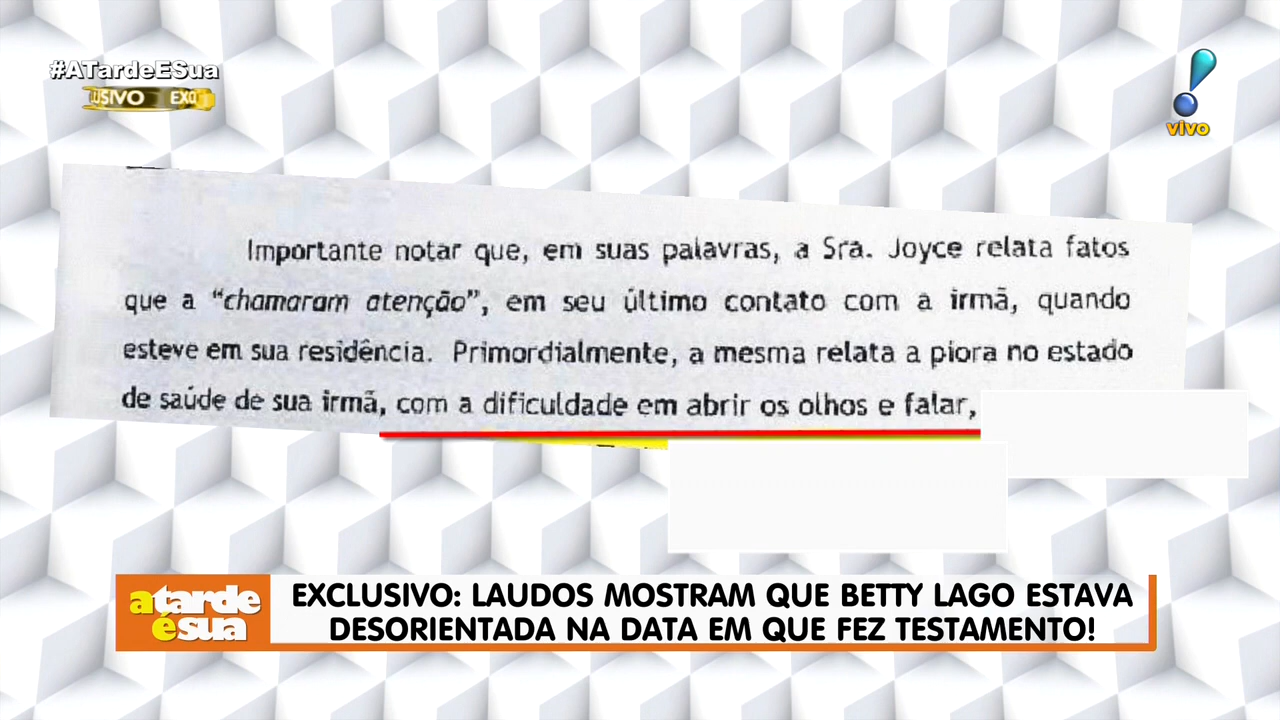 #ATardeESua
USIVO EXC
vivo
Importante notar que, em suas palavras, a Sra. Joyce relata fatos
que a “chamaram atenção”, em seu último contato com a irmã, quando
esteve em sua residência. Primordialmente, a mesma relata a piora no estado
de saúde de sua irmã, com a dificuldade em abrir os olhos e falar,
a tarde
é sua
EXCLUSIVO: LAUDOS MOSTRAM QUE BETTY LAGO ESTAVA
DESORIENTADA NA DATA EM QUE FEZ TESTAMENTO!